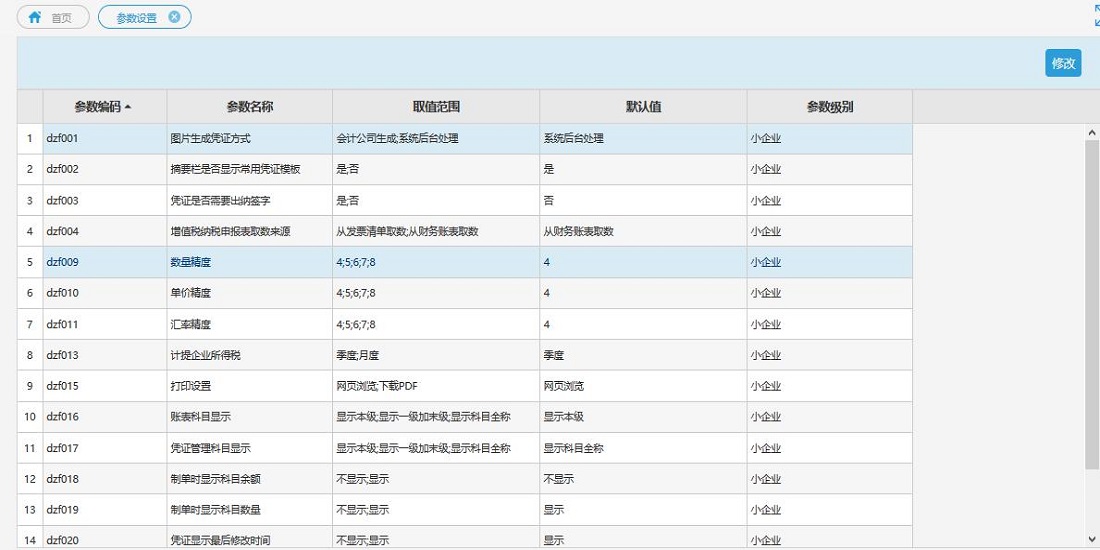 首页 参数设置
修改
参数编码 参数名称 取值范围 默认值 参数级别
1 dzf001 图片生成凭证方式 会计公司生成;系统后台处理 系统后台处理 小企业
2 dzf002 摘要栏是否显示常用凭证模板 是;否 是 小企业
3 dzf003 凭证是否需要出纳签字 是;否 否 小企业
4 dzf004 增值税纳税申报表取数来源 从发票清单取数;从财务账表取数 从财务账表取数 小企业
5 dzf009 数量精度 4;5;6;7;8 4 小企业
6 dzf010 单价精度 4;5;6;7;8 4 小企业
7 dzf011 汇率精度 4;5;6;7;8 4 小企业
8 dzf013 计提企业所得税 季度;月度 季度 小企业
9 dzf015 打印设置 网页浏览;下载PDF 网页浏览 小企业
10 dzf016 账表科目显示 显示本级;显示一级加末级;显示科目全称 显示本级 小企业
11 dzf017 凭证管理科目显示 显示本级;显示一级加末级;显示科目全称 显示科目全称 小企业
12 dzf018 制单时显示科目余额 不显示;显示 不显示 小企业
13 dzf019 制单时显示科目数量 不显示;显示 显示 小企业
14 dzf020 凭证显示最后修改时间 不显示;显示 显示 小企业